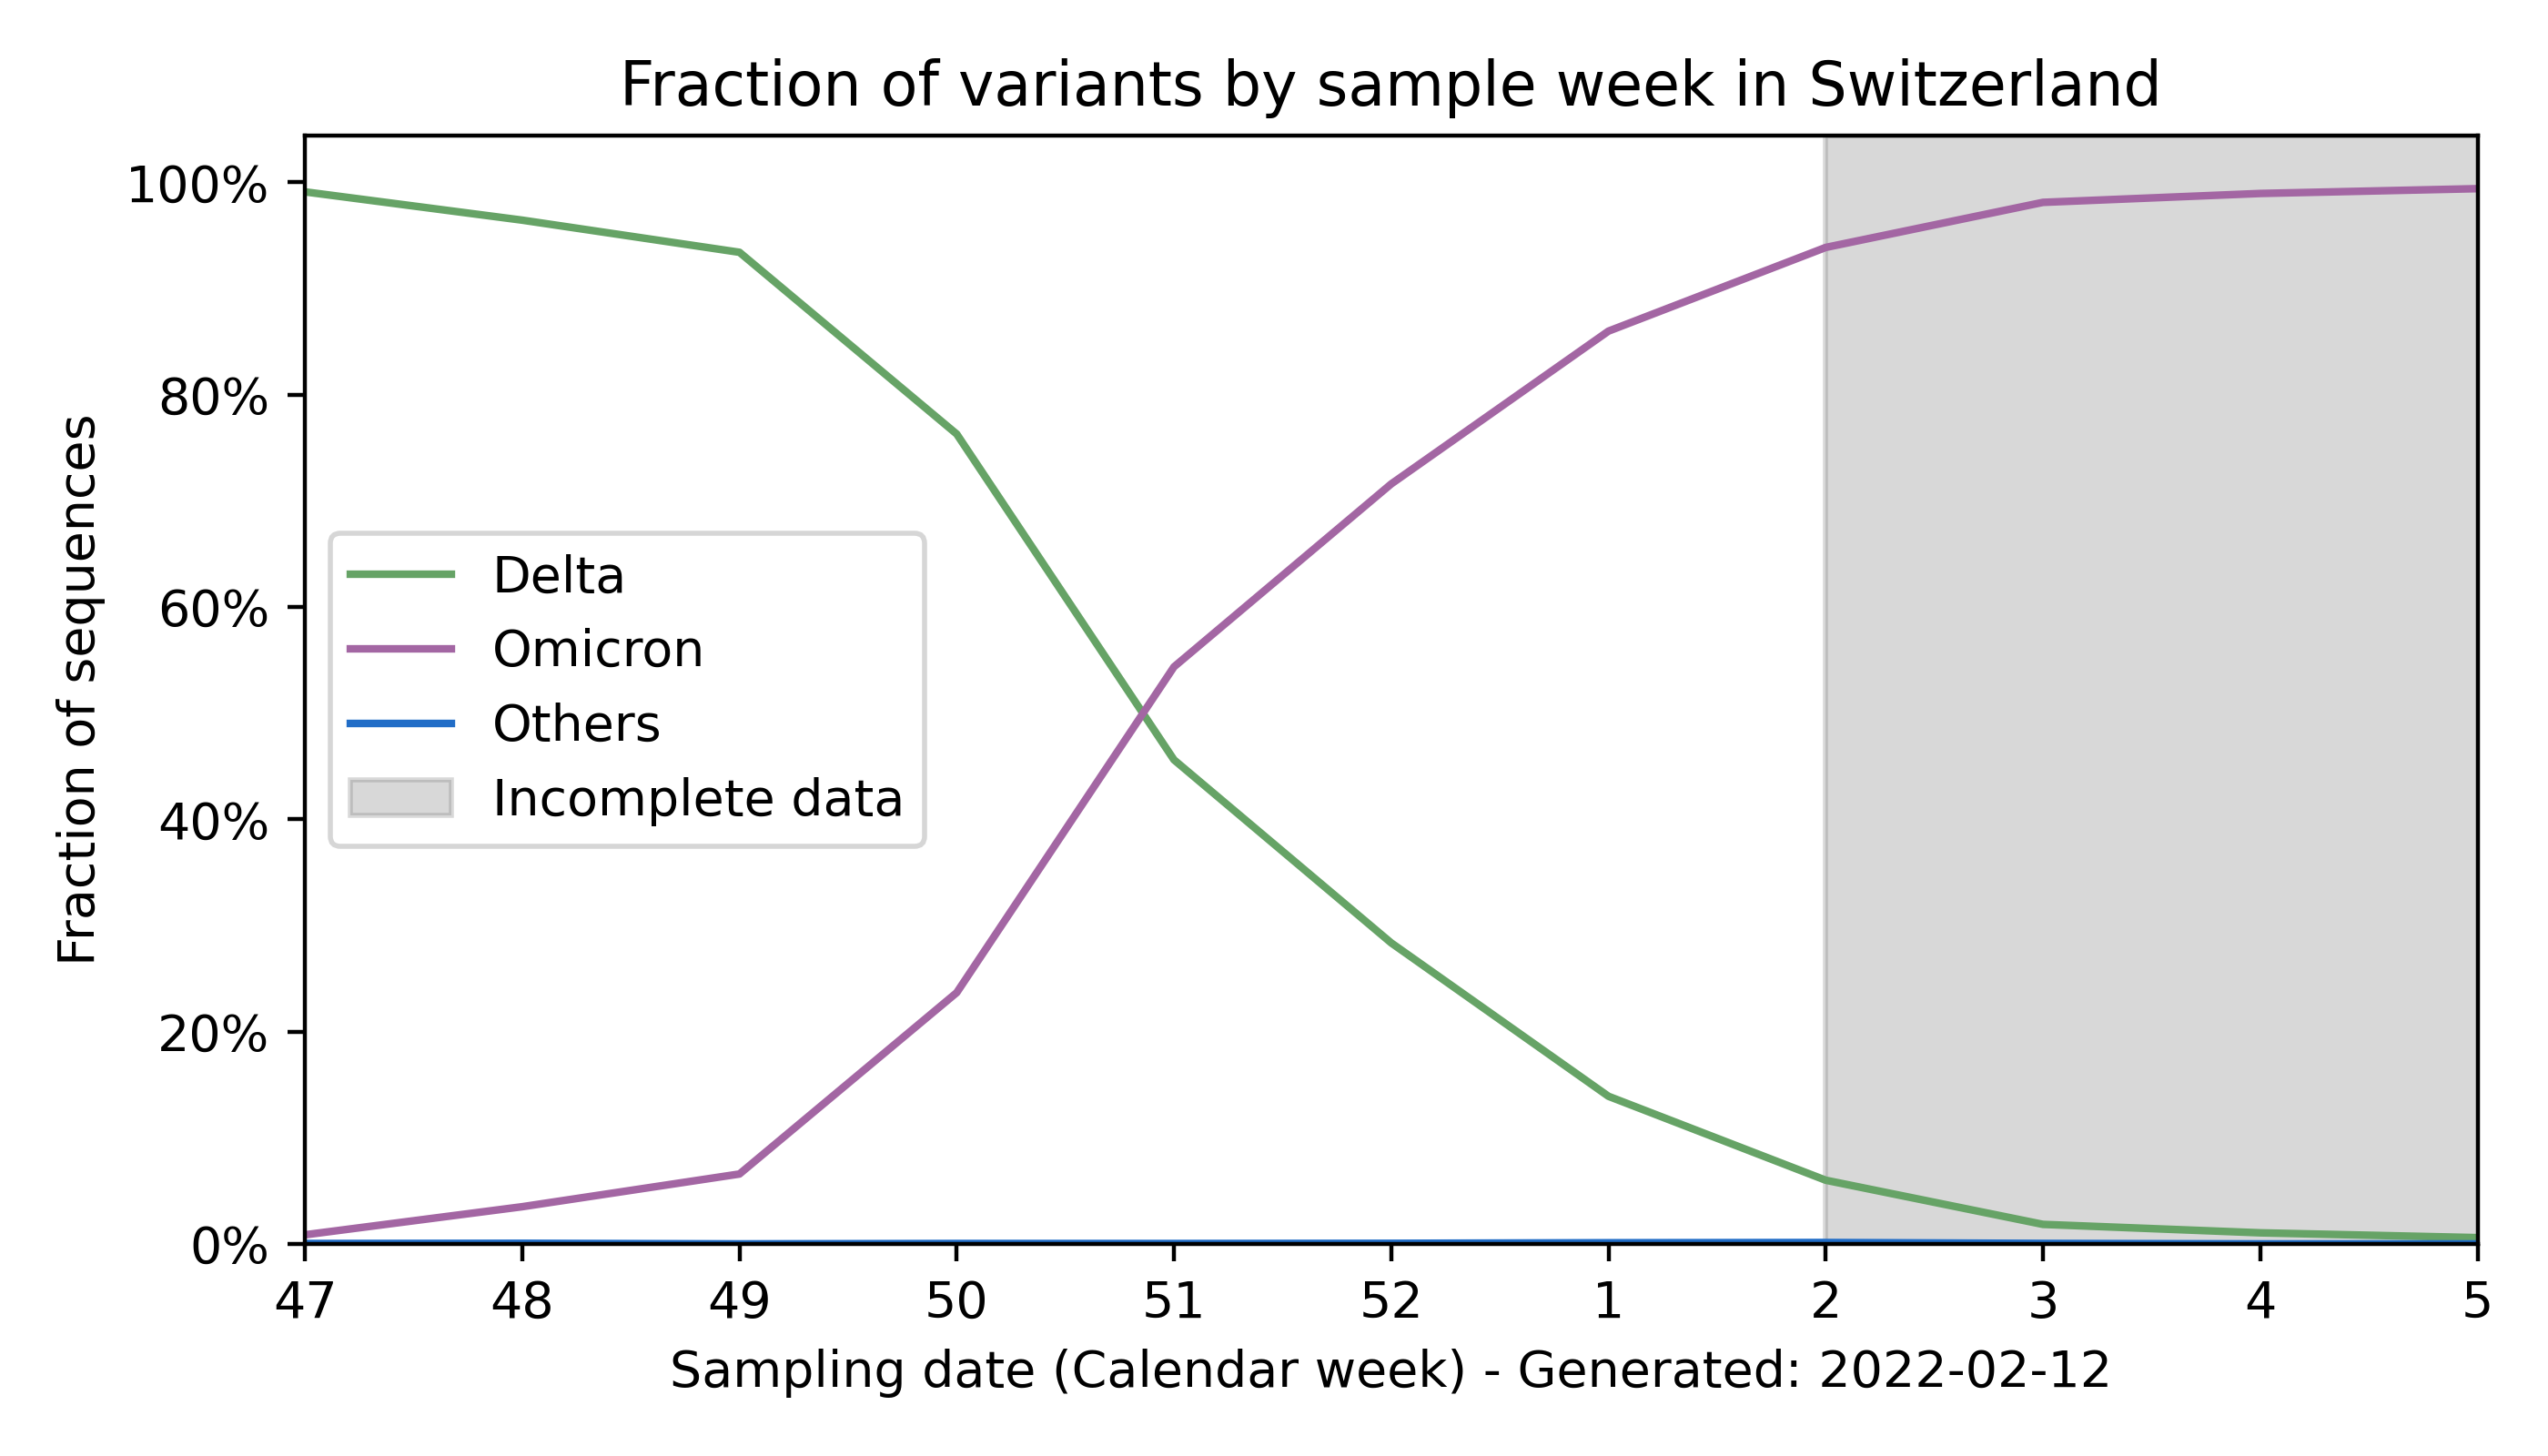 Fraction of variants by sample week in Switzerland
Fraction of sequences
100%
80%
60%
40%
20%
0%
Delta
Omicron
Others
Incomplete data
47 48 49 50 51 52 1 2 3 4 5
Sampling date (Calendar week) - Generated: 2022-02-12